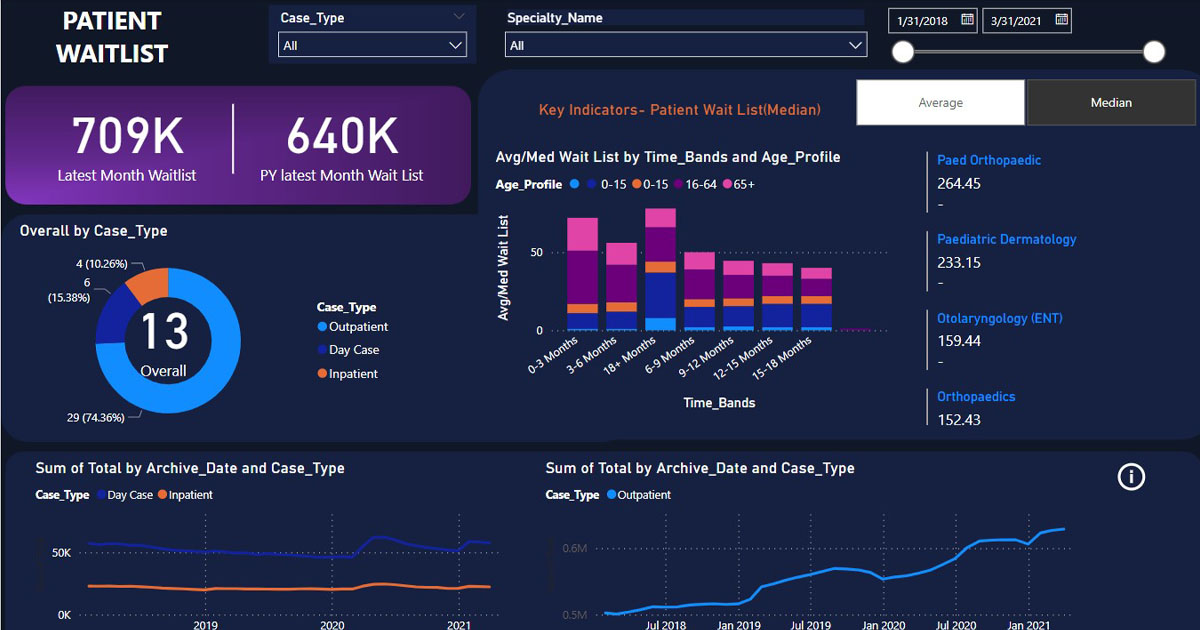 PATIENT
WAITLIST
Case_Type
All
Specialty_Name
All
1/31/2018
3/31/2021
709K
Latest Month Waitlist
640K
PY latest Month Wait List
Key Indicators- Patient Wait List(Median)
Average
Median
Avg/Med Wait List by Time_Bands and Age_Profile
Age_Profile 0-15 0-15 16-64 65+
Avg/Med Wait List
50
0
0-3 Months
3-6 Months
18+ Months
6-9 Months
9-12 Months
12-15 Months
15-18 Months
Time_Bands
Paed Orthopaedic
264.45
-
Paediatric Dermatology
233.15
-
Otolaryngology (ENT)
159.44
-
Orthopaedics
152.43
Overall by Case_Type
4 (10.26%)
6
(15.38%)
13
Overall
29 (74.36%)
Case_Type
Outpatient
Day Case
Inpatient
Sum of Total by Archive_Date and Case_Type
Case_Type Day Case Inpatient
50K
0K
2019
2020
2021
Sum of Total by Archive_Date and Case_Type
Case_Type Outpatient
0.6M
0.5M
Jul 2018
Jan 2019
Jul 2019
Jan 2020
Jul 2020
Jan 2021